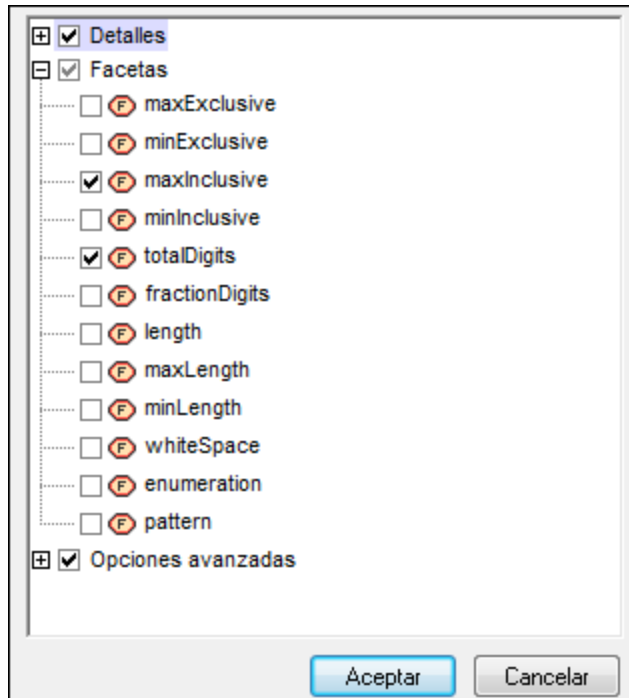 Detalles
Facetas
F maxExclusive
F minExclusive
F maxInclusive
F minInclusive
F totalDigits
F fractionDigits
F length
F maxLength
F minLength
F whiteSpace
F enumeration
F pattern
Opciones avanzadas
Aceptar Cancelar